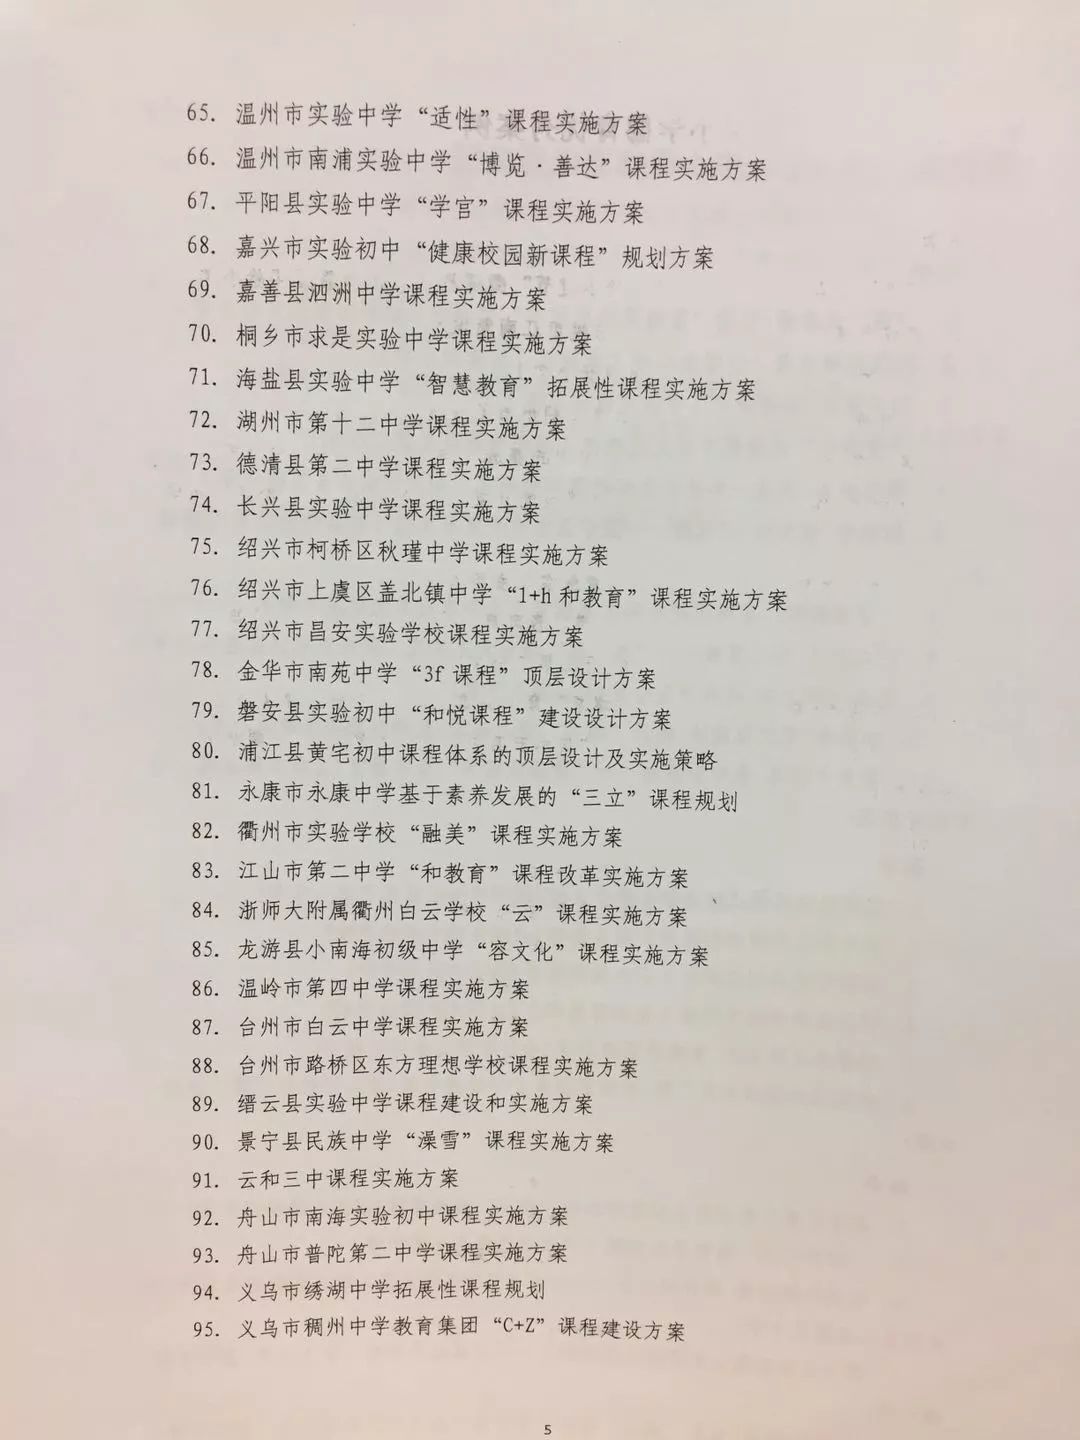 65. 温州市实验中学“适性”课程实施方案
66. 温州市南浦实验中学“博览·善达”课程实施方案
67. 平阳县实验中学“学宫”课程实施方案
68. 嘉兴市实验初中“健康校园新课程”规划方案
69. 嘉善县泗洲中学课程实施方案
70. 桐乡市求是实验中学课程实施方案
71. 海盐县实验中学“智慧教育”拓展性课程实施方案
72. 湖州市第十二中学课程实施方案
73. 德清县第二中学课程实施方案
74. 长兴县实验中学课程实施方案
75. 绍兴市柯桥区秋瑾中学课程实施方案
76. 绍兴市上虞区盖北镇中学“1+h和教育”课程实施方案
77. 绍兴市昌安实验学校课程实施方案
78. 金华市南苑中学“3f课程”顶层设计方案
79. 磐安县实验初中“和悦课程”建设设计方案
80. 浦江县黄宅初中课程体系的顶层设计及实施策略
81. 永康市永康中学基于素养发展的“三立”课程规划
82. 衢州市实验学校“融美”课程实施方案
83. 江山市第二中学“和教育”课程改革实施方案
84. 浙师大附属衢州白云学校“云”课程实施方案
85. 龙游县小南海初级中学“容文化”课程实施方案
86. 温岭市第四中学课程实施方案
87. 台州市白云中学课程实施方案
88. 台州市路桥区东方理想学校课程实施方案
89. 缙云县实验中学课程建设和实施方案
90. 景宁县民族中学“澡雪”课程实施方案
91. 云和三中课程实施方案
92. 舟山市南海实验初中课程实施方案
93. 舟山市普陀第二中学课程实施方案
94. 义乌市绣湖中学拓展性课程规划
95. 义乌市稠州中学教育集团“C+Z”课程建设方案
5